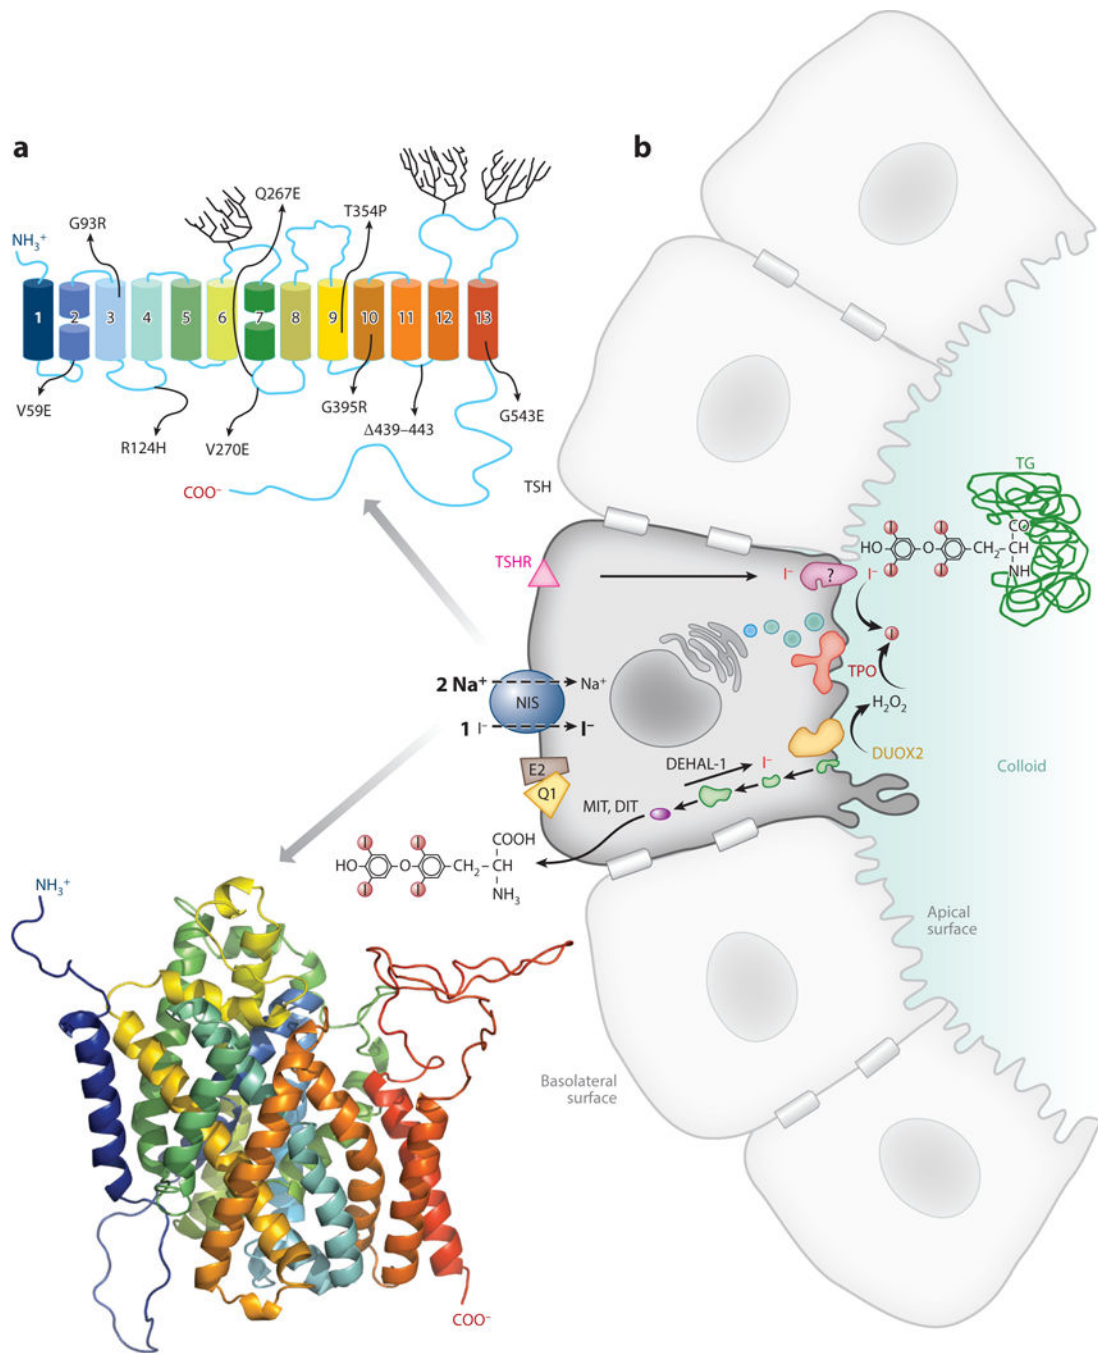 a
b
Q267E
G93R
T354P
NH₃⁺
1 2 3 4 5 6 7 8 9 10 11 12 13
V59E
G395R
G543E
R124H
V270E
Δ439–443
COO⁻
TSH
TG
TSHR
I⁻
?
I⁻
HO
O
CH₂
CH
CO
NH
I
I
I
I
I
TPO
H₂O₂
2 Na⁺
Na⁺
NIS
1 I⁻
I⁻
DUOX2
Colloid
E2
Q1
DEHAL-1
I⁻
MIT, DIT
COOH
HO
O
CH₂
CH
NH₃
I
I
I
I
NH₃⁺
Apical
surface
Basolateral
surface
COO⁻